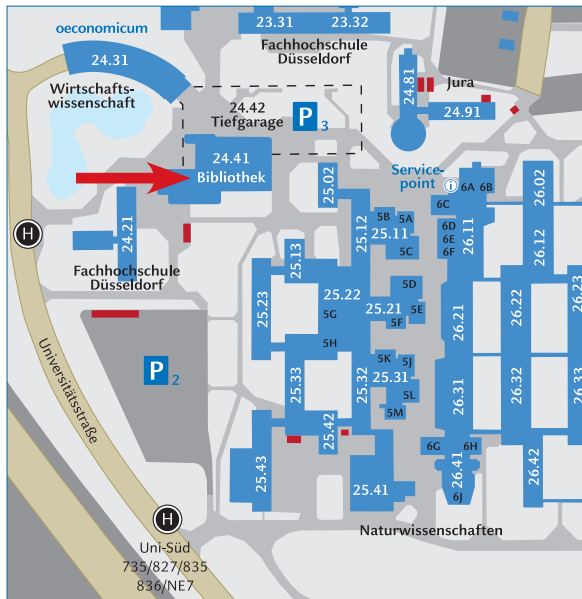 23.31
23.32
oeconomicum
Fachhochschule
Düsseldorf
24.31
Wirtschafts-
wissenschaft
24.81
Jura
24.42
Tiefgarage
P 3
24.91
24.41
Bibliothek
Service-
point
i
25.02
6A
6B
26.02
6C
24.21
5B
5A
25.12
25.11
6D
6E
6F
26.11
26.12
H
5C
25.13
Fachhochschule
Düsseldorf
25.23
25.22
5D
26.23
5G
25.21
5E
5F
26.21
26.22
5H
Universitätsstraße
P 2
5K
5J
25.33
25.32
25.31
26.31
26.32
26.33
5L
5M
25.42
6G
6H
25.43
26.41
26.42
25.41
6J
H
Naturwissenschaften
Uni-Süd
735/827/835
836/NE7